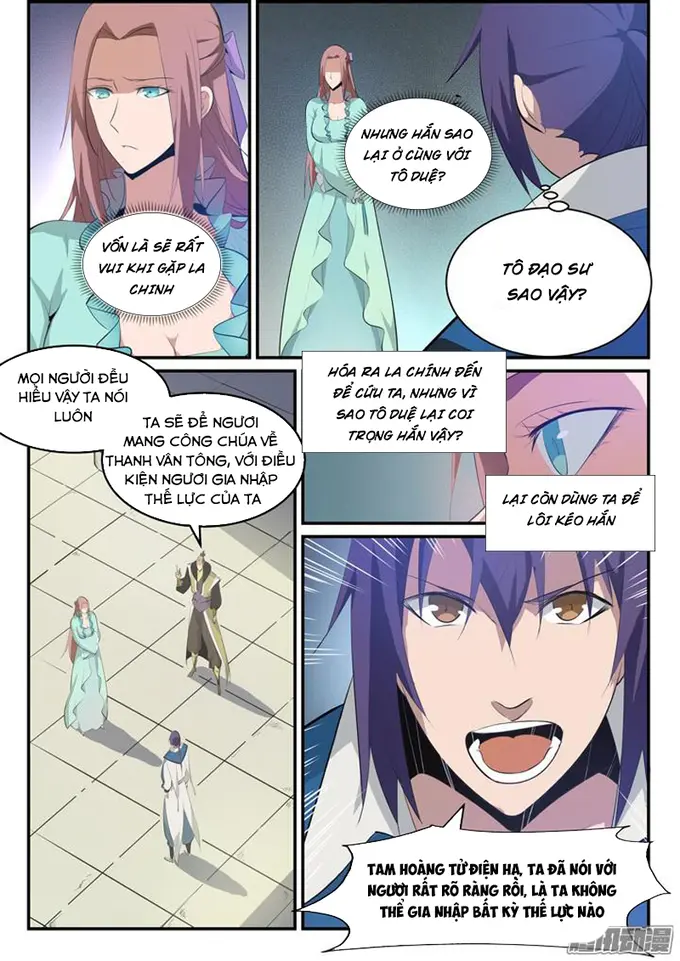 VỐN LÀ SẼ RẤT
VUI KHI GẶP LA
CHINH
NHƯNG HẮN SAO
LẠI Ở CÙNG VỚI
TÔ DUỆ?
TÔ ĐẠO SƯ
SAO VẬY?
HÓA RA LA CHÍNH ĐẾN
ĐỂ CỨU TA, NHƯNG VÌ
SAO TÔ DUỆ LẠI COI
TRỌNG HẮN VẬY?
LẠI CÒN DÙNG TA ĐỂ
LÔI KÉO HẮN
MỌI NGƯỜI ĐỀU
HIỂU VẬY TA NÓI
LUÔN
TA SẼ ĐỂ NGƯƠI
MANG CÔNG CHÚA VỀ
THANH VÂN TÔNG, VỚI ĐIỀU
KIỆN NGƯƠI GIA NHẬP
THẾ LỰC CỦA TA
TAM HOÀNG TỬ ĐIỆN HẠ, TA ĐÃ NÓI VỚI
NGƯƠI RẤT RÕ RÀNG RỒI, LÀ TA KHÔNG
THỂ GIA NHẬP BẤT KỲ THẾ LỰC NÀO